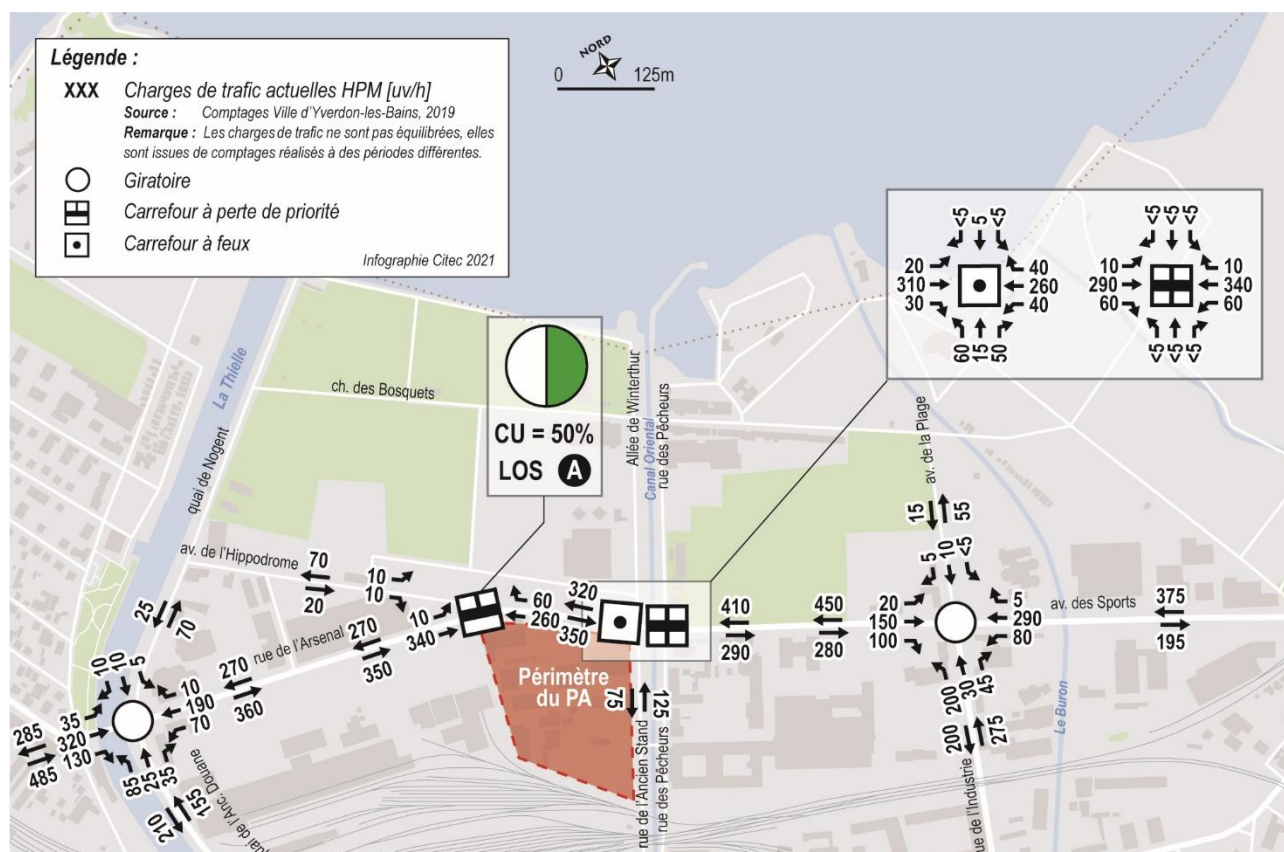 Légende :
XXX Charges de trafic actuelles HPM [uv/h]
Source : Comptages Ville d'Yverdon-les-Bains, 2019
Remarque : Les charges de trafic ne sont pas équilibrées, elles
sont issues de comptages réalisés à des périodes différentes.
Giratoire
Carrefour à perte de priorité
Carrefour à feux
Infographie Citec 2021
NORD
0 125m
<5 5 <5
20 310 30
40 260 40
60 15 50
<5 <5 <5
10 290 60
10 340 60
<5 <5 <5
La Thielle
quai de Nogent
ch. des Bosquets
CU = 50%
LOS A
Allée de Winterthur
Canal Oriental
rue des Pêcheurs
av. de la Plage
15 55
av. de l'Hippodrome
70
20
10
10
10
340
60
260
320
350
410
290
450
280
5 10 <5
20
150
100
5
290
80
200 30 45
av. des Sports
375
195
25 70
rue de l'Arsenal
270
350
270
360
Périmètre
du PA
75 125
rue de l'Ancien Stand
rue des Pêcheurs
Le Buron
200 275
ue de l'Industrie
10 10 5
35
320
130
10
190
70
85 25 35
285
485
210 155
uai de l'Anc. Douane